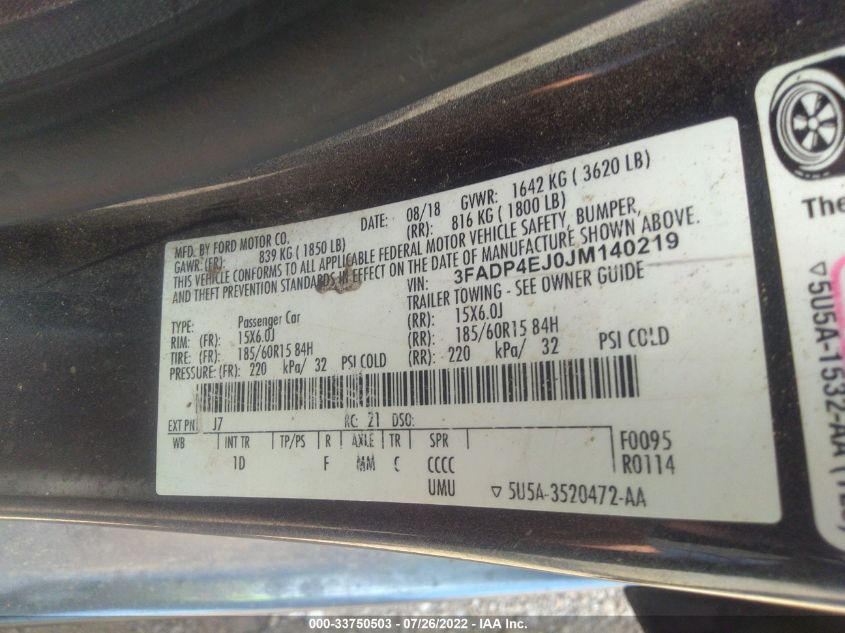 MFD. BY FORD MOTOR CO.
DATE: 08/18 GVWR: 1642 KG ( 3620 LB)
GAWR: (FR): 839 KG ( 1850 LB) (RR): 816 KG ( 1800 LB)
THIS VEHICLE CONFORMS TO ALL APPLICABLE FEDERAL MOTOR VEHICLE SAFETY, BUMPER,
AND THEFT PREVENTION STANDARDS IN EFFECT ON THE DATE OF MANUFACTURE SHOWN ABOVE.
VIN: 3FADP4EJ0JM140219
TYPE: Passenger Car TRAILER TOWING - SEE OWNER GUIDE
RIM: (FR): 15X6.0J (RR): 15X6.0J
TIRE: (FR): 185/60R15 84H (RR): 185/60R15 84H
PRESSURE: (FR): 220 kPa/ 32 PSI COLD (RR): 220 kPa/ 32 PSI COLD
EXT PNT: J7 RC: 21 DSO:
WB INT TR TP/PS R AXLE TR SPR F0095
1D F MM C CCCC R0114
UMU ▽ 5U5A-3520472-AA
The
▽5U5A-1532-AA
000-33750503 - 07/26/2022 - IAA Inc.